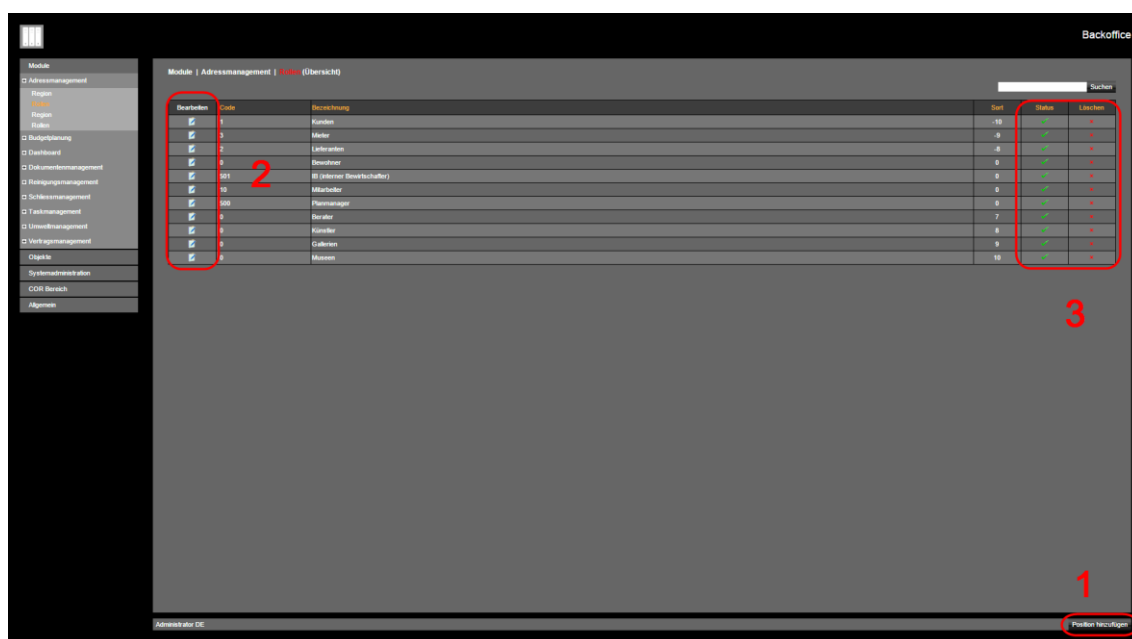 Backoffice
Module
Adressmanagement
Region
Region
Rollen
Budgetplanung
Dashboard
Dokumentenmanagement
Reinigungsmanagement
Schliessmanagement
Taskmanagement
Umweltmanagement
Vertragsmanagement
Objekte
Systemadministration
COR Bereich
Allgemein
Module | Adressmanagement | (Übersicht)
Suchen
Bearbeiten Code Bezeichnung Sort Status Löschen
1 Kunden -10
3 Mieter -9
2 Lieferanten -8
0 Bewohner 0
501 IB (interner Bewirtschafter) 0
10 Mitarbeiter 0
500 Planmanager 0
0 Berater 7
0 Künstler 8
0 Gallerien 9
0 Museen 10
2
3
1
Administrator DE
Position hinzufügen